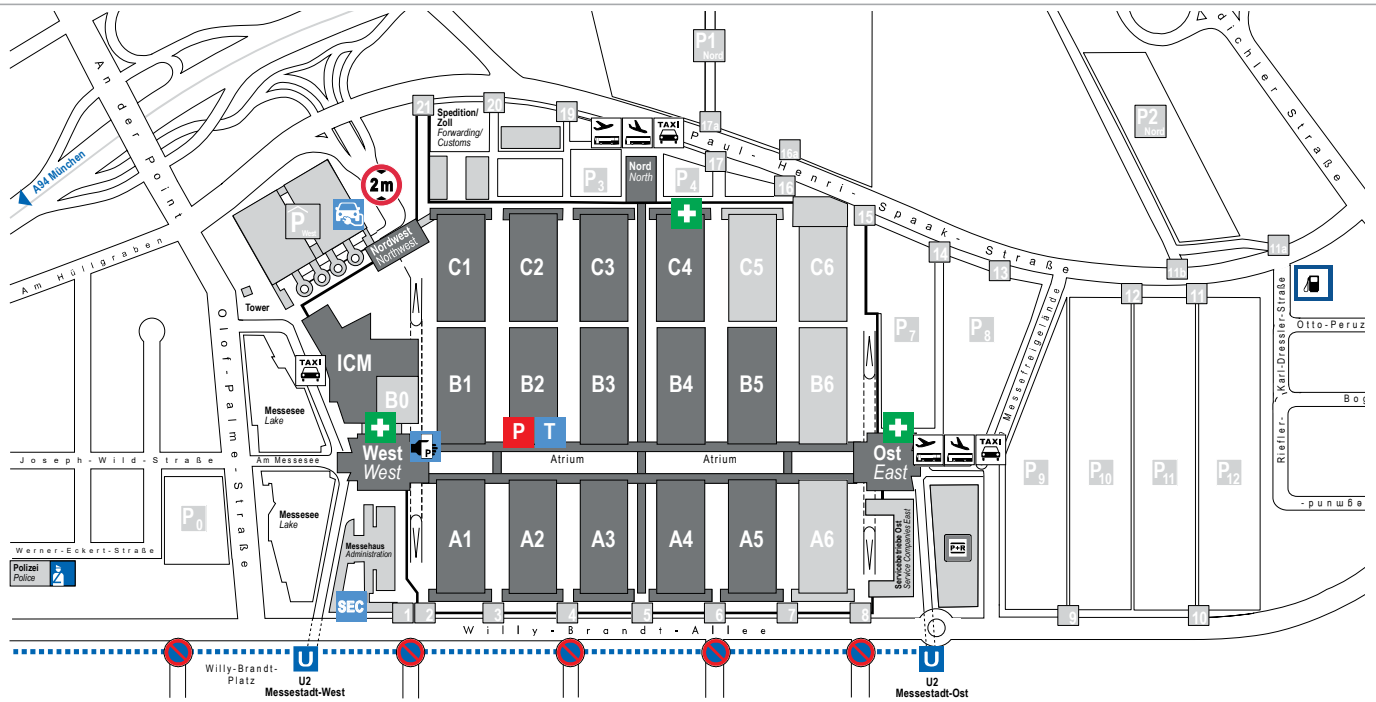 An der Point
A94 München
Am Hüllgraben
P
West
2m
Nordwest
Northwest
Tower
ICM
TAXI
Messesee
Lake
Olof-Palme-Straße
Joseph-Wild-Straße
Am Messesee
Messesee
Lake
P0
Werner-Eckert-Straße
Polizei
Police
Messehaus
Administration
SEC
West
West
P
B0
21
20
19
Spedition/
Zoll
Forwarding/
Customs
TAXI
P3
Nord
North
P4
P1
Nord
17a
17
16a
16
15
14
13
Paul-Henri-Spaak-Straße
P2
Nord
11a
11b
12
11
C1
C2
C3
C4
C5
C6
B1
B2
B3
B4
B5
B6
P
T
Atrium
Atrium
A1
A2
A3
A4
A5
A6
Ost
East
TAXI
P7
P8
Messefreigelände
P9
P10
P11
P12
Karl-Dressler-Straße
Otto-Peruz
Bog
Riefler-
egmund-
Servicebetriebe Ost
Service Companies East
P+R
1
2
3
4
5
6
7
8
9
10
Willy-Brandt-Allee
Willy-Brandt-
Platz
U
U2
Messestadt-West
U
U2
Messestadt-Ost